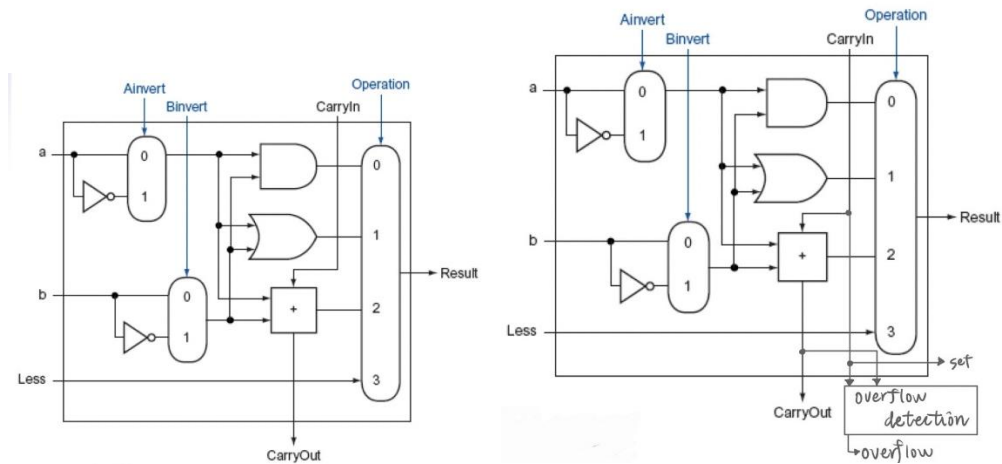 Ainvert
Binvert
CarryIn
Operation
a
0
1
0
1
b
0
1
+
2
Result
Less
3
CarryOut
Ainvert
Binvert
CarryIn
Operation
a
0
1
0
1
b
0
1
+
2
Result
Less
3
set
CarryOut
overflow
detection
overflow